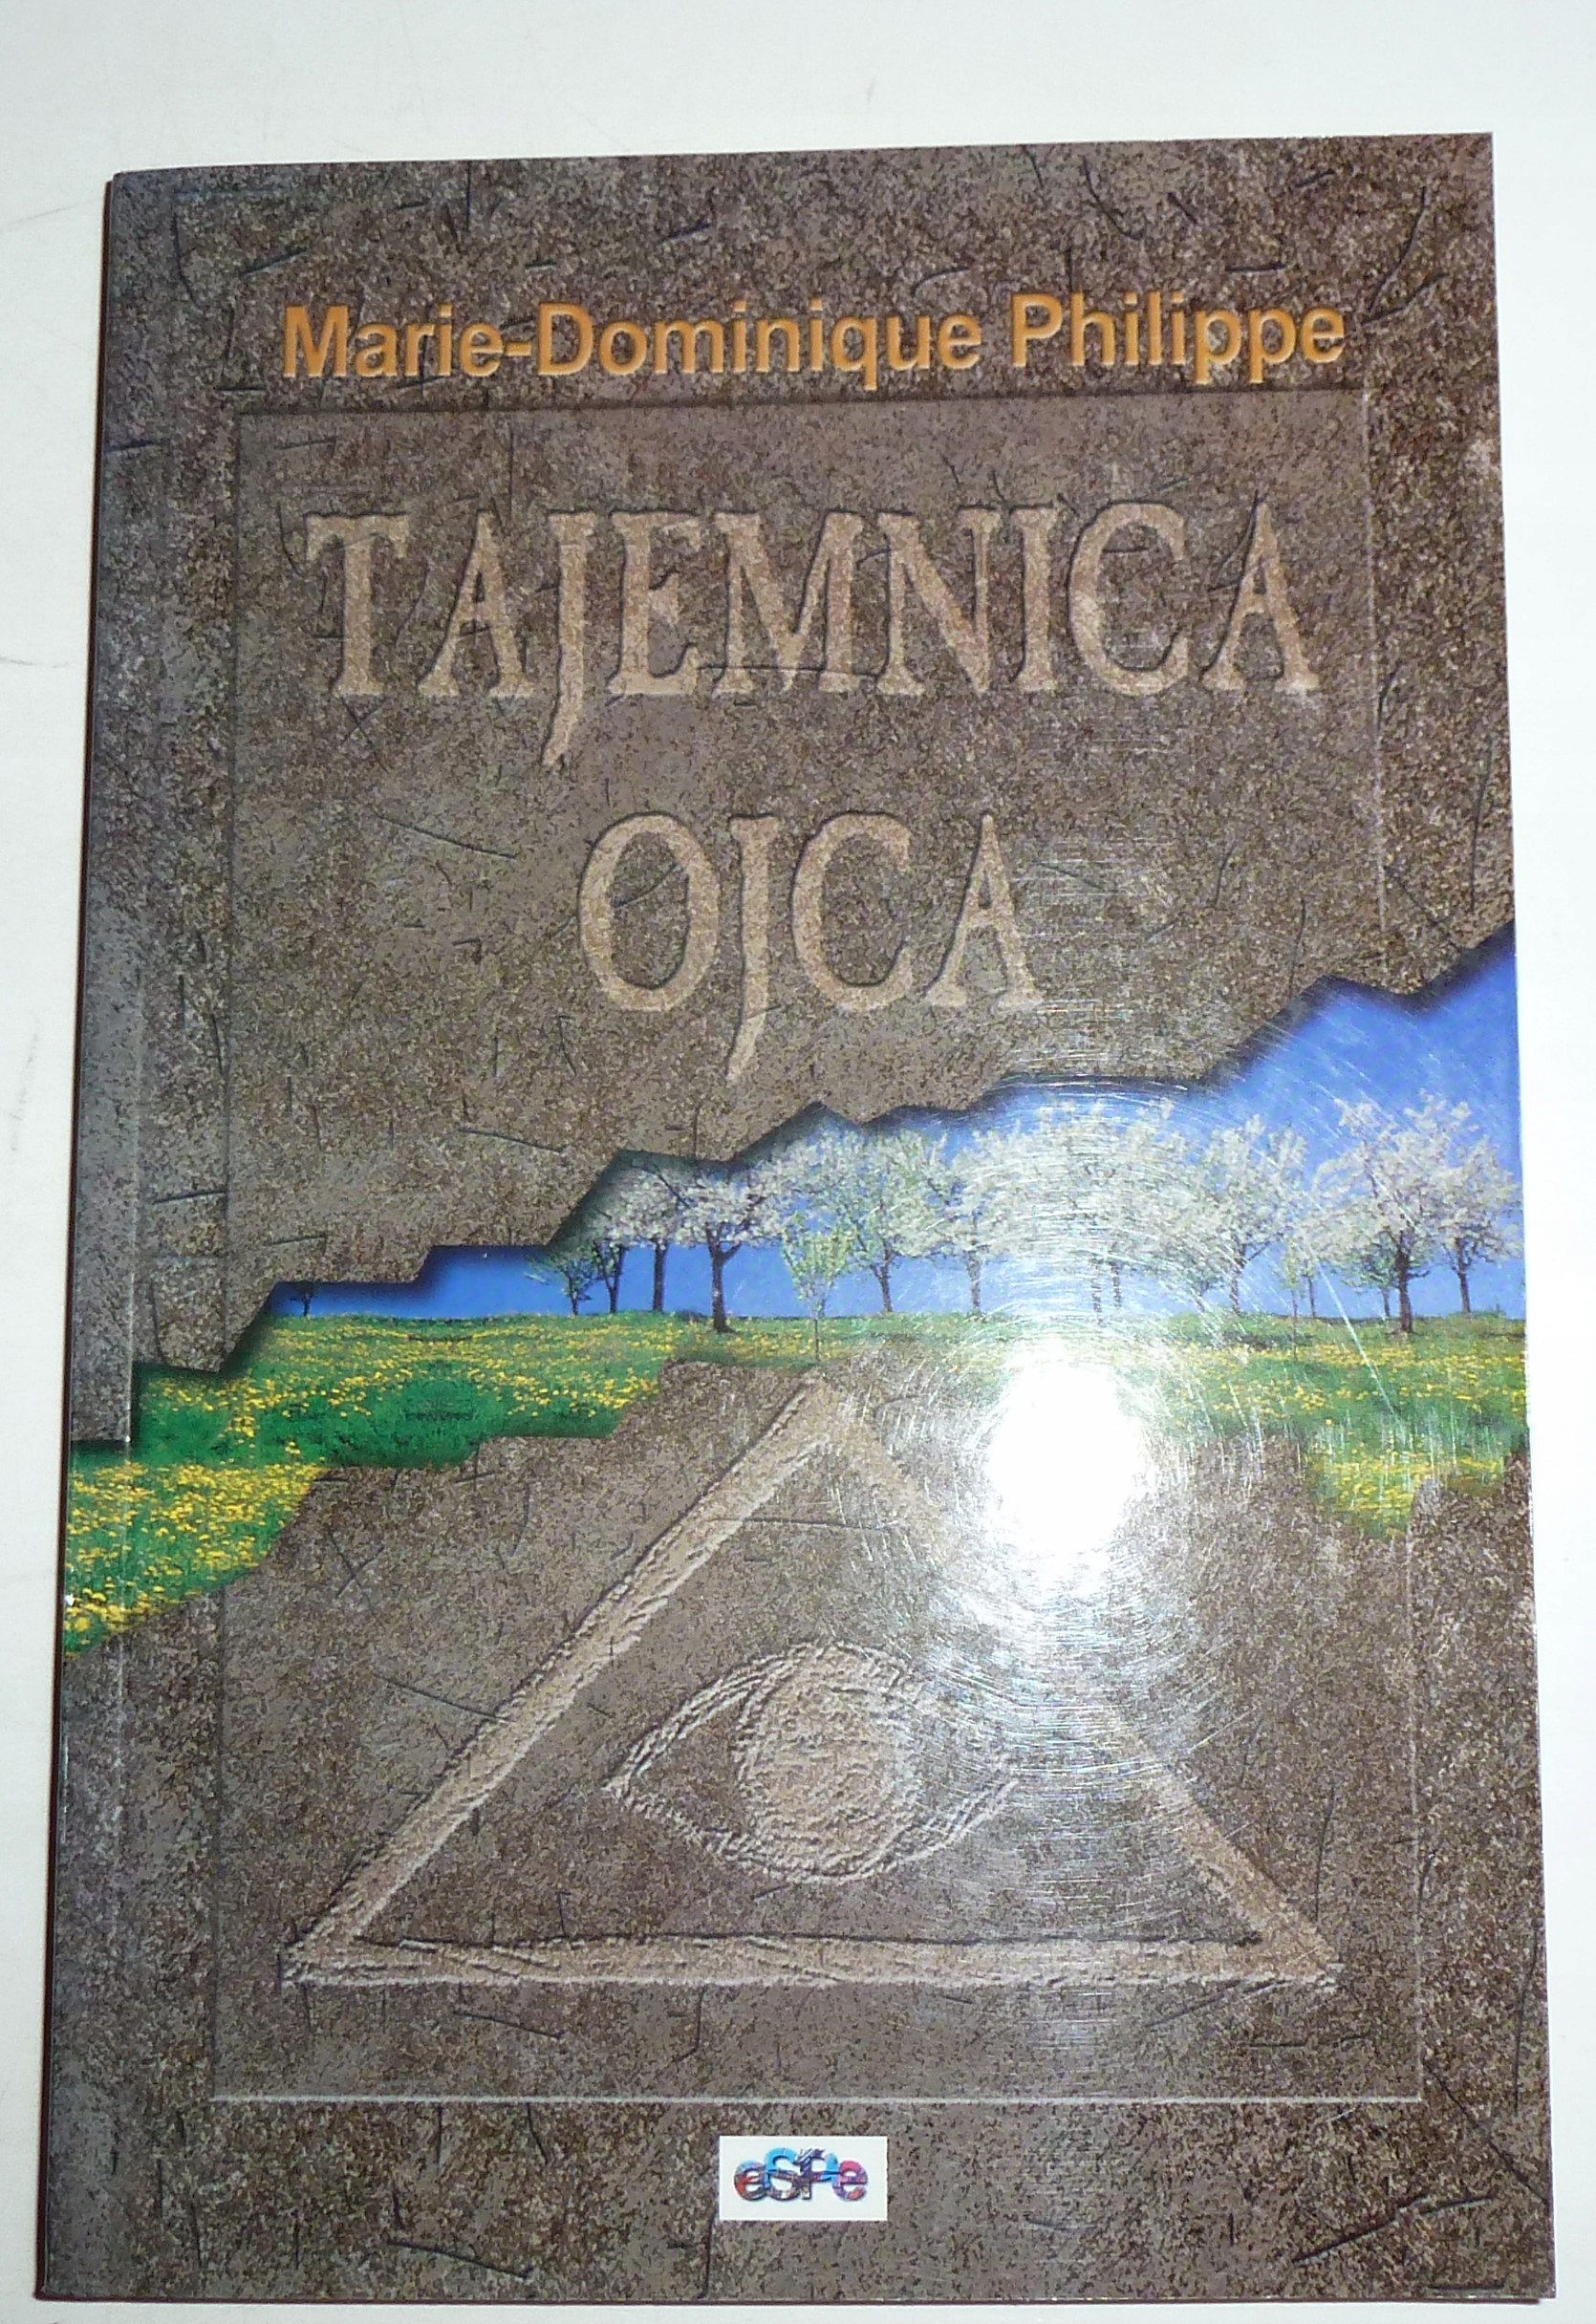 Marie-Dominique Philippe
TAJEMNICA
OJCA
eSPe